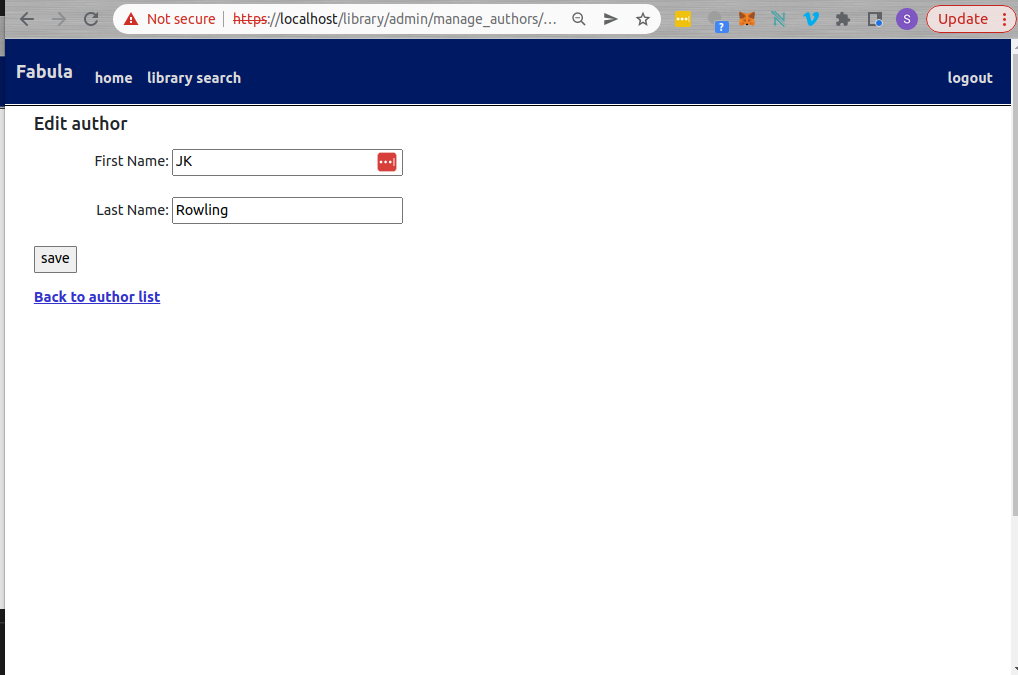 Not secure https://localhost/library/admin/manage_authors/... ? S Update
Fabula home library search logout
Edit author
First Name: JK
Last Name: Rowling
save
Back to author list